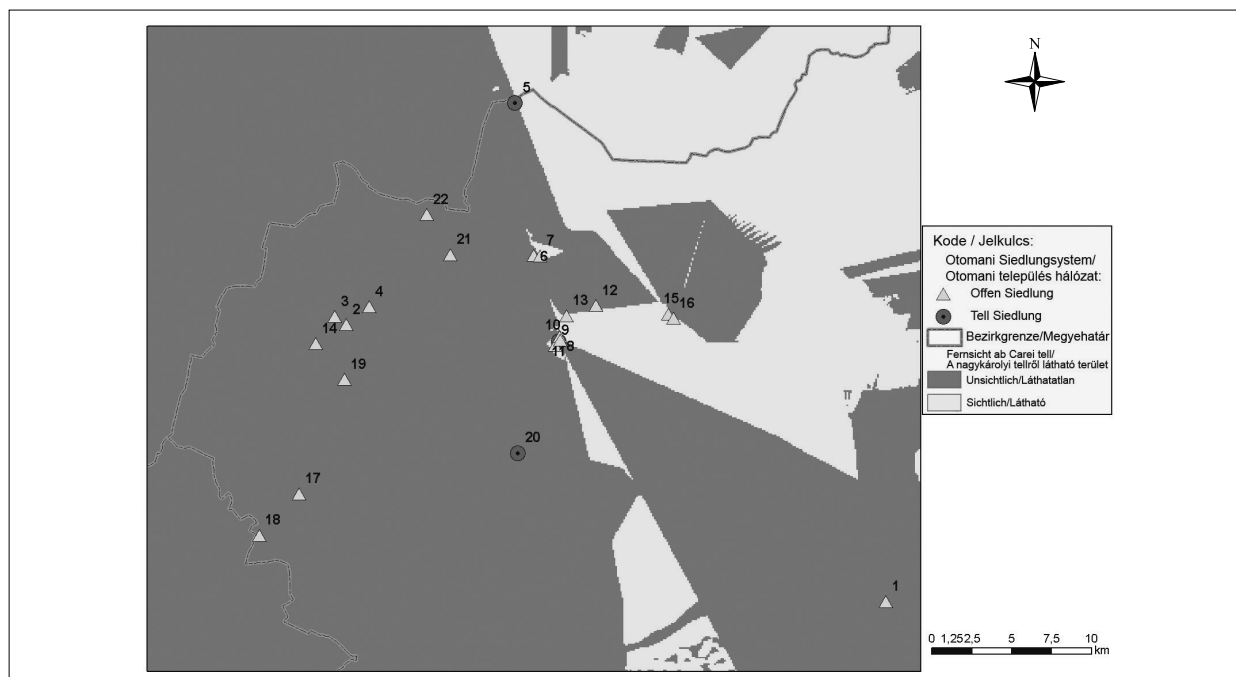 N
5
22
7
21
6
12
15
16
3
4
13
2
10
9
14
8
11
19
20
17
18
1
Kode / Jelkulcs:
Otomani Siedlungsystem/
Otomani település hálózat:
Offen Siedlung
Tell Siedlung
Bezirkgrenze/Megyehatár
Fernsicht ab Carei tell/
A nagykárolyi tellről látható terület
Unsichtlich/Láthatatlan
Sichtlich/Látható
0 1,252,5 5 7,5 10
km